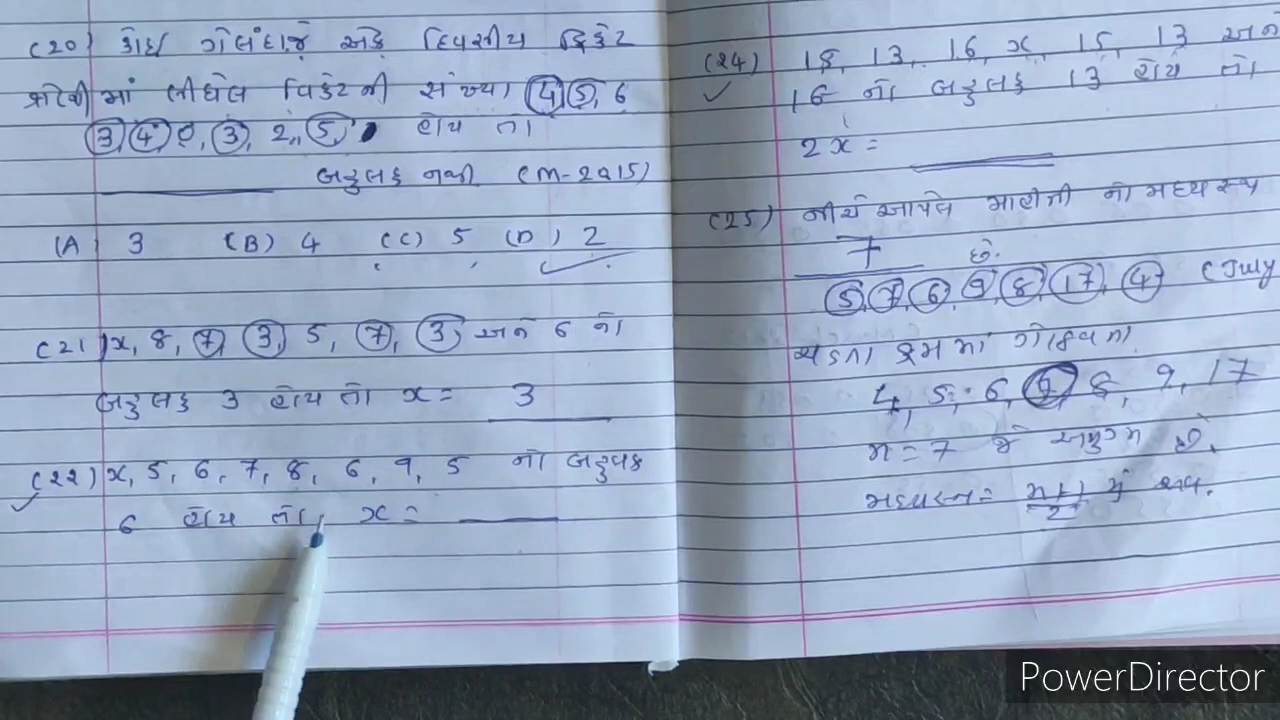 (20) કોઈ ગોલંદાજે એક દિવસીય ક્રિકેટ
શ્રેણીમાં લીધેલ વિકેટની સંખ્યા 4, 5, 6
3, 4, 0, 3, 2, 5, હોય તો
________ બહુલક નથી (M-2015)
(A) 3 (B) 4 (C) 5 (D) 2
(21) x, 8, 7, 3, 5, 7, 3 અને 6 નો
બહુલક 3 હોય તો x = 3
(22) x, 5, 6, 7, 8, 6, 9, 5 નો બહુલક
6 હોય તો, x = ________
(24) 15, 13, 16, x, 15, 13 અને
16 નો બહુલક 13 હોય તો
2x = ________
(25) નીચે આપેલ માહિતી નો મધ્યસ્થ
7 છે.
5, 7, 6, 9, 8, 17, 4 (July
ચડતા ક્રમમાં ગોઠવતા
4, 5, 6, 7, 8, 9, 17
n = 7 જે અયુગ્મ છે.
મધ્યસ્થ = n+1/2 મું અવ.
PowerDirector